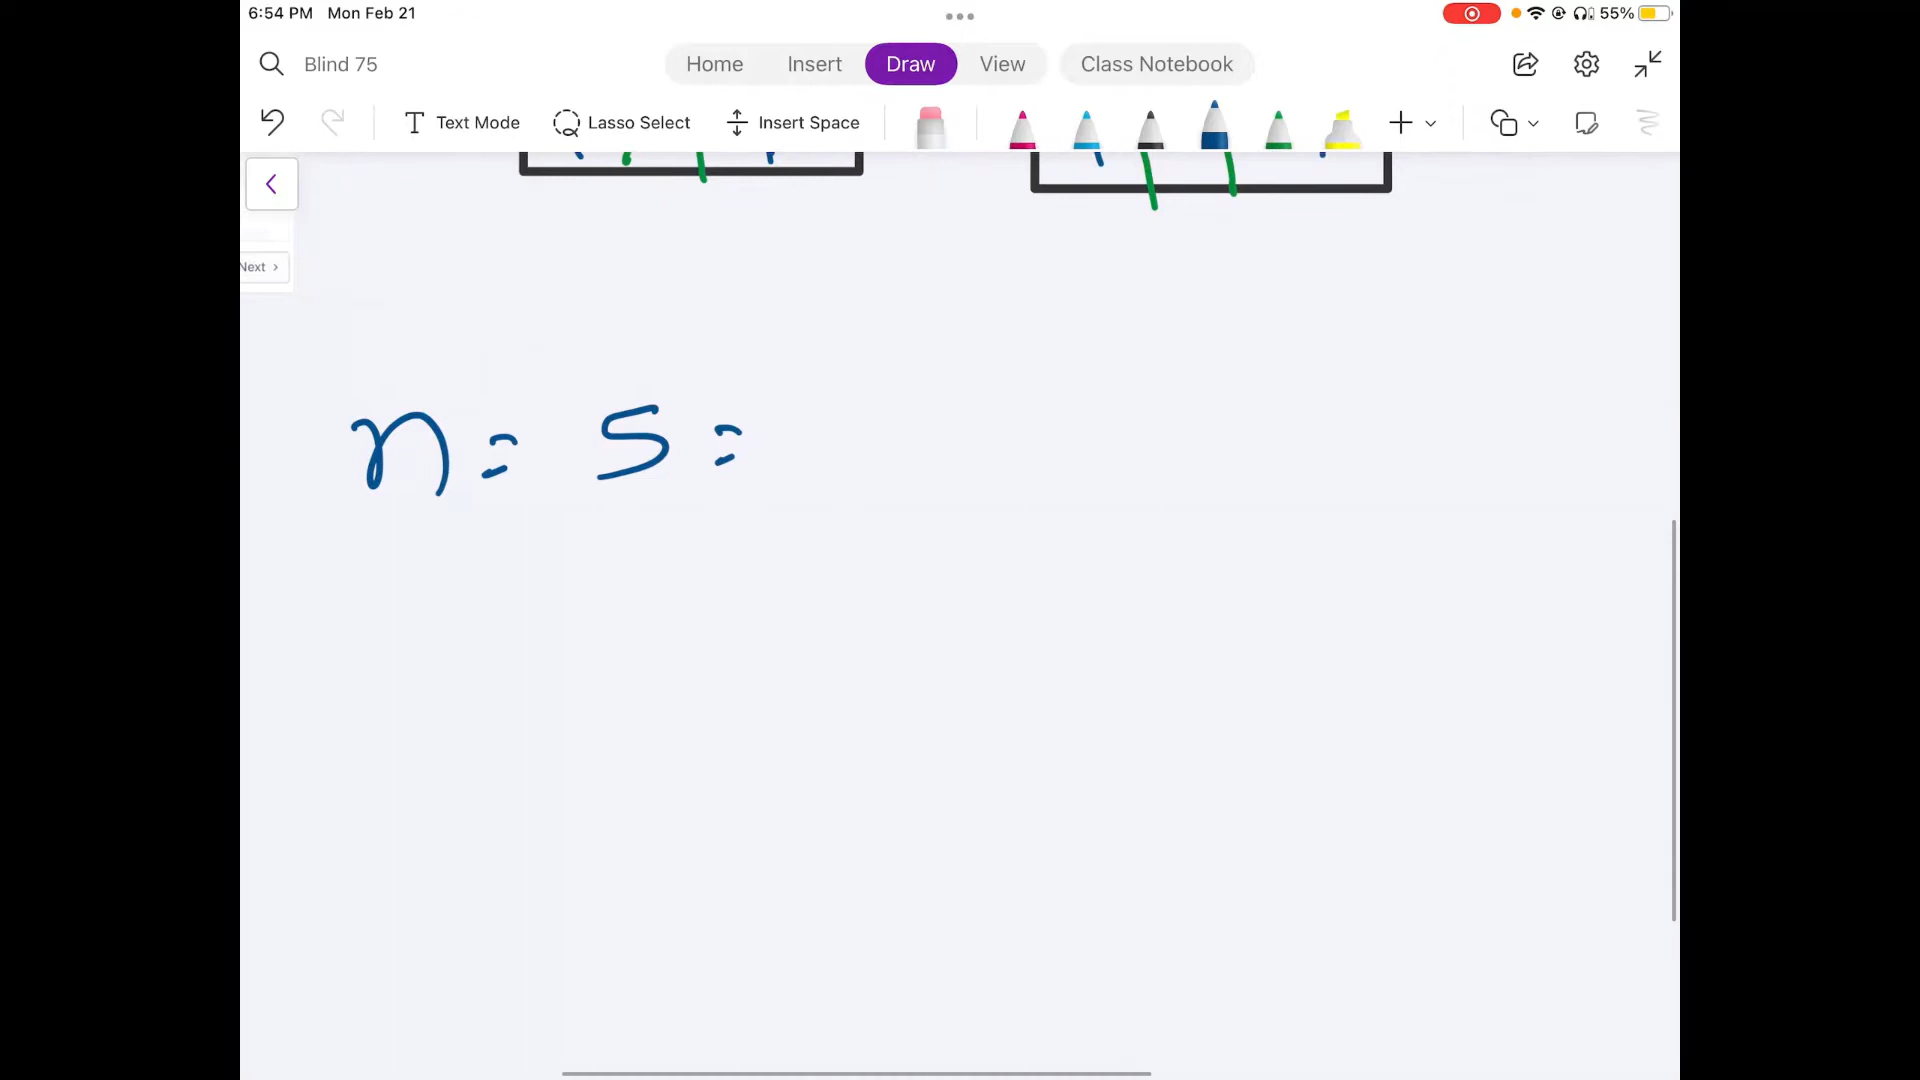 6:54 PM Mon Feb 21
55%
Blind 75
Home Insert Draw View Class Notebook
T Text Mode Lasso Select Insert Space
Next >
n = 5 =